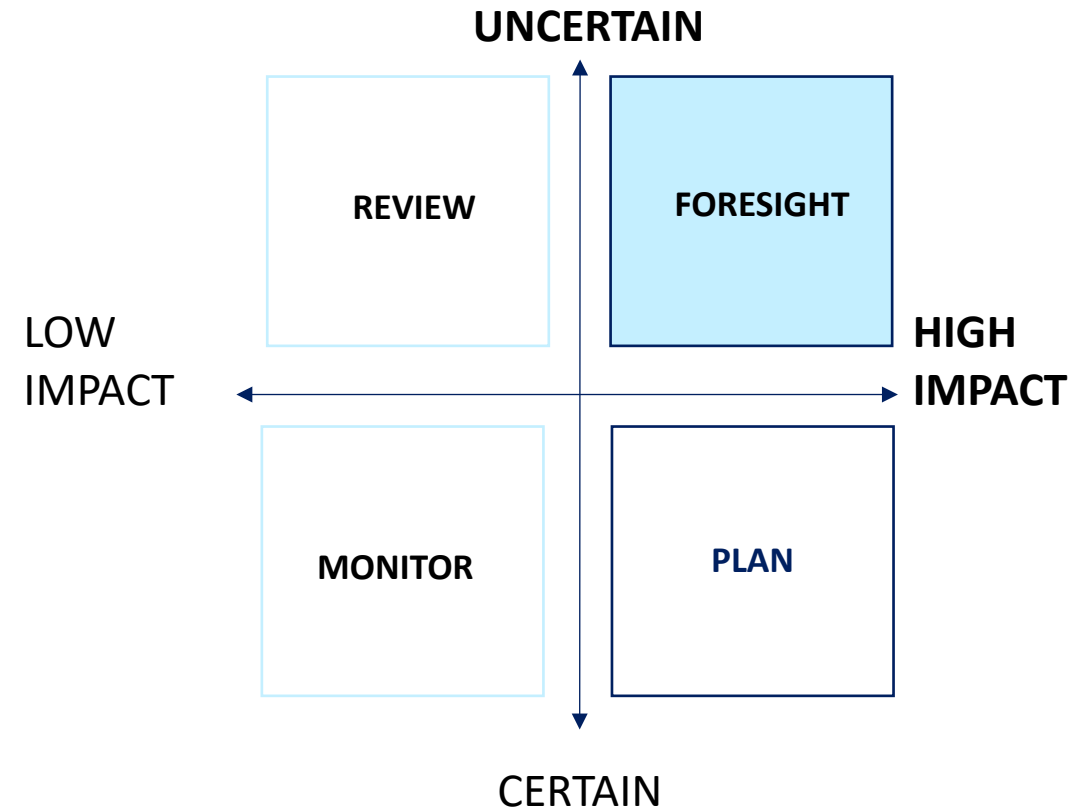 UNCERTAIN
REVIEW
FORESIGHT
LOW
IMPACT
HIGH
IMPACT
MONITOR
PLAN
CERTAIN